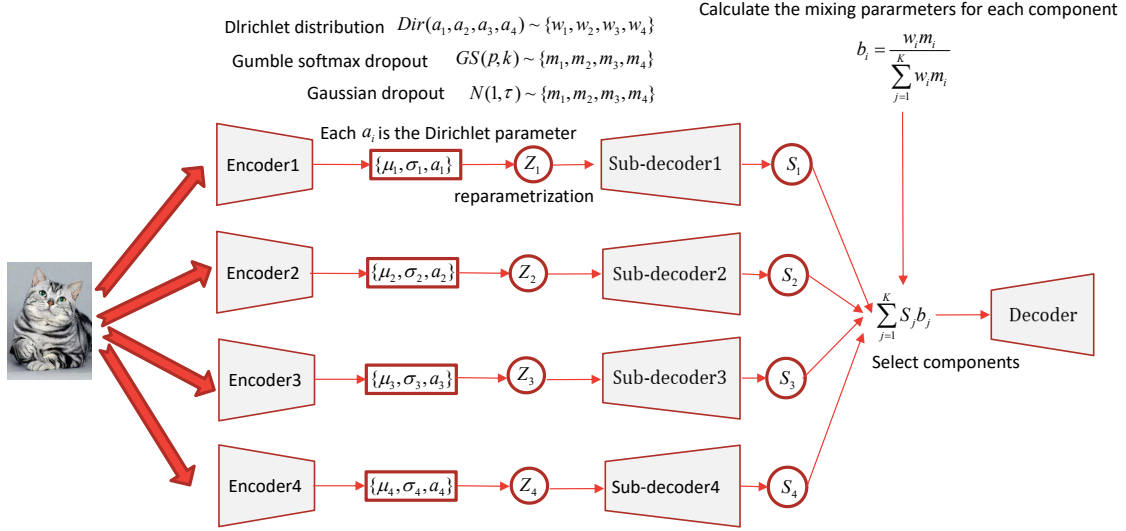 DIrichlet distribution Dir(a₁,a₂,a₃,a₄) ~ {w₁,w₂,w₃,w₄}
Gumble softmax dropout GS(p,k) ~ {m₁,m₂,m₃,m₄}
Gaussian dropout N(1,τ) ~ {m₁,m₂,m₃,m₄}
Calculate the mixing pararmeters for each component
bᵢ = wᵢmᵢ / ∑_{j=1}^{K} wᵢmᵢ
Each aᵢ is the Dirichlet parameter
Encoder1 {μ₁,σ₁,a₁} Z₁ Sub-decoder1 S₁
reparametrization
Encoder2 {μ₂,σ₂,a₂} Z₂ Sub-decoder2 S₂
∑_{j=1}^{K} Sⱼbⱼ Decoder
Select components
Encoder3 {μ₃,σ₃,a₃} Z₃ Sub-decoder3 S₃
Encoder4 {μ₄,σ₄,a₄} Z₄ Sub-decoder4 S₄